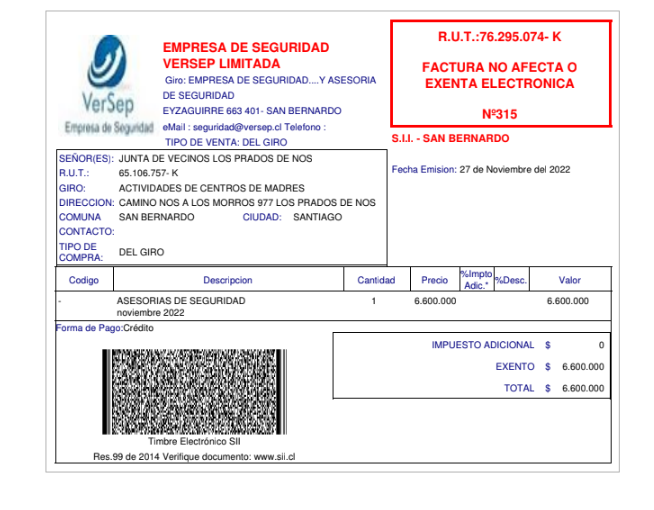 VerSep
Empresa de Seguridad
EMPRESA DE SEGURIDAD
VERSEP LIMITADA
Giro: EMPRESA DE SEGURIDAD....Y ASESORIA
DE SEGURIDAD
EYZAGUIRRE 663 401- SAN BERNARDO
eMail : seguridad@versep.cl Telefono :
TIPO DE VENTA: DEL GIRO
R.U.T.:76.295.074- K
FACTURA NO AFECTA O
EXENTA ELECTRONICA
Nº315
S.I.I. - SAN BERNARDO
Fecha Emision: 27 de Noviembre del 2022
SEÑOR(ES): JUNTA DE VECINOS LOS PRADOS DE NOS
R.U.T.: 65.106.757- K
GIRO: ACTIVIDADES DE CENTROS DE MADRES
DIRECCION: CAMINO NOS A LOS MORROS 977 LOS PRADOS DE NOS
COMUNA SAN BERNARDO CIUDAD: SANTIAGO
CONTACTO:
TIPO DE
COMPRA: DEL GIRO
Codigo Descripcion Cantidad Precio %Impto Adic.* %Desc. Valor
- ASESORIAS DE SEGURIDAD 1 6.600.000 6.600.000
noviembre 2022
Forma de Pago:Crédito
IMPUESTO ADICIONAL $ 0
EXENTO $ 6.600.000
TOTAL $ 6.600.000
Timbre Electrónico SII
Res.99 de 2014 Verifique documento: www.sii.cl